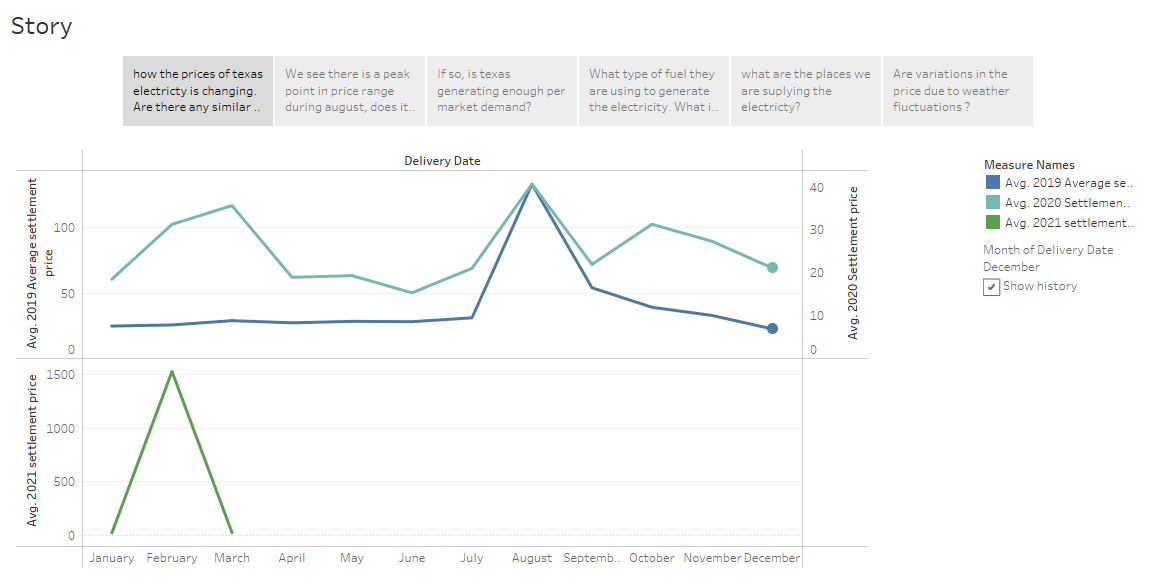 Story
how the prices of texas
electricty is changing.
Are there any similar ..
We see there is a peak
point in price range
during august, does it..
If so, is texas
generating enough per
market demand?
What type of fuel they
are using to generate
the electricity. What i..
what are the places we
are suplying the
electricty?
Are variations in the
price due to weather
fluctuations ?
Delivery Date
Avg. 2019 Average settlement
price
100
50
0
40
30
20
10
0
Avg. 2020 Settlement price
Avg. 2021 settlement price
1500
1000
500
0
January February March April May June July August Septemb.. October November December
Measure Names
Avg. 2019 Average se..
Avg. 2020 Settlemen..
Avg. 2021 settlement..
Month of Delivery Date
December
Show history